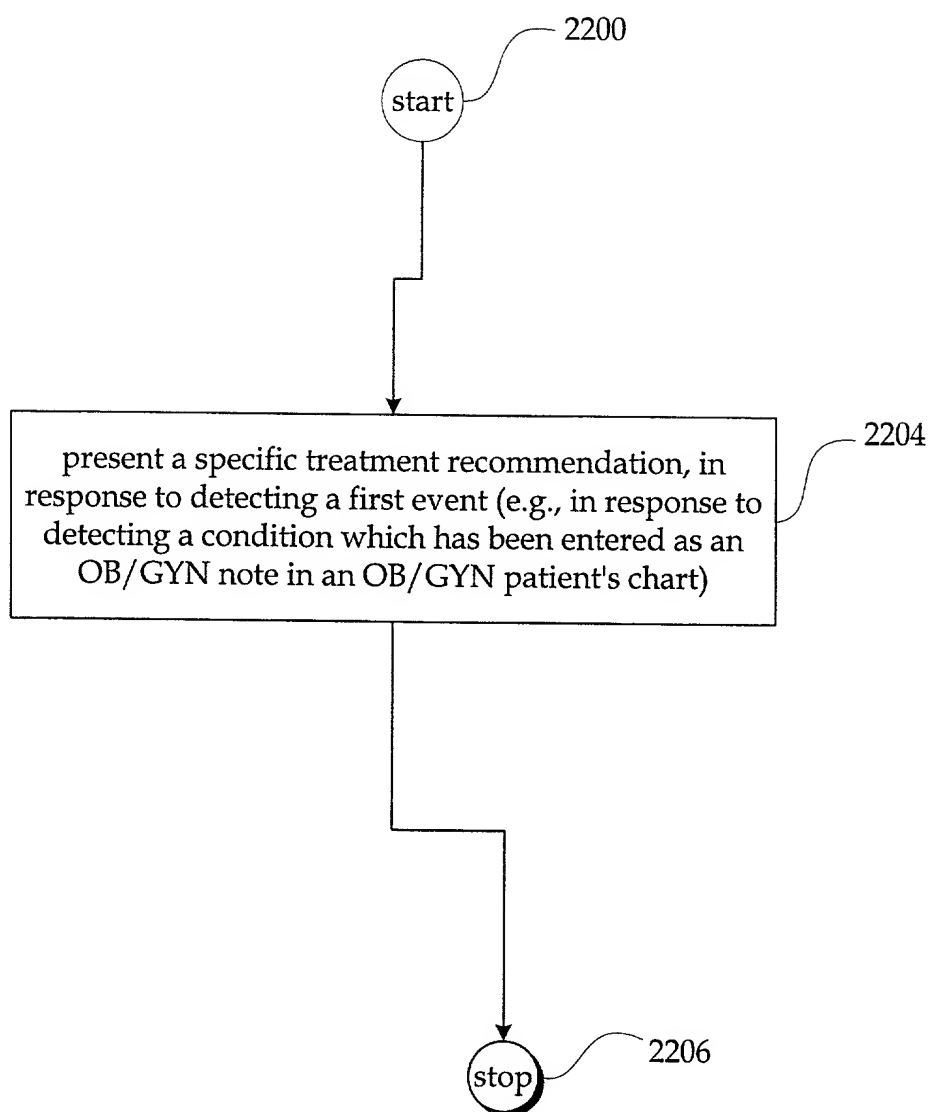 2200
start
present a specific treatment recommendation, in
response to detecting a first event (e.g., in response to
detecting a condition which has been entered as an
OB/GYN note in an OB/GYN patient's chart)
2204
2206
stop